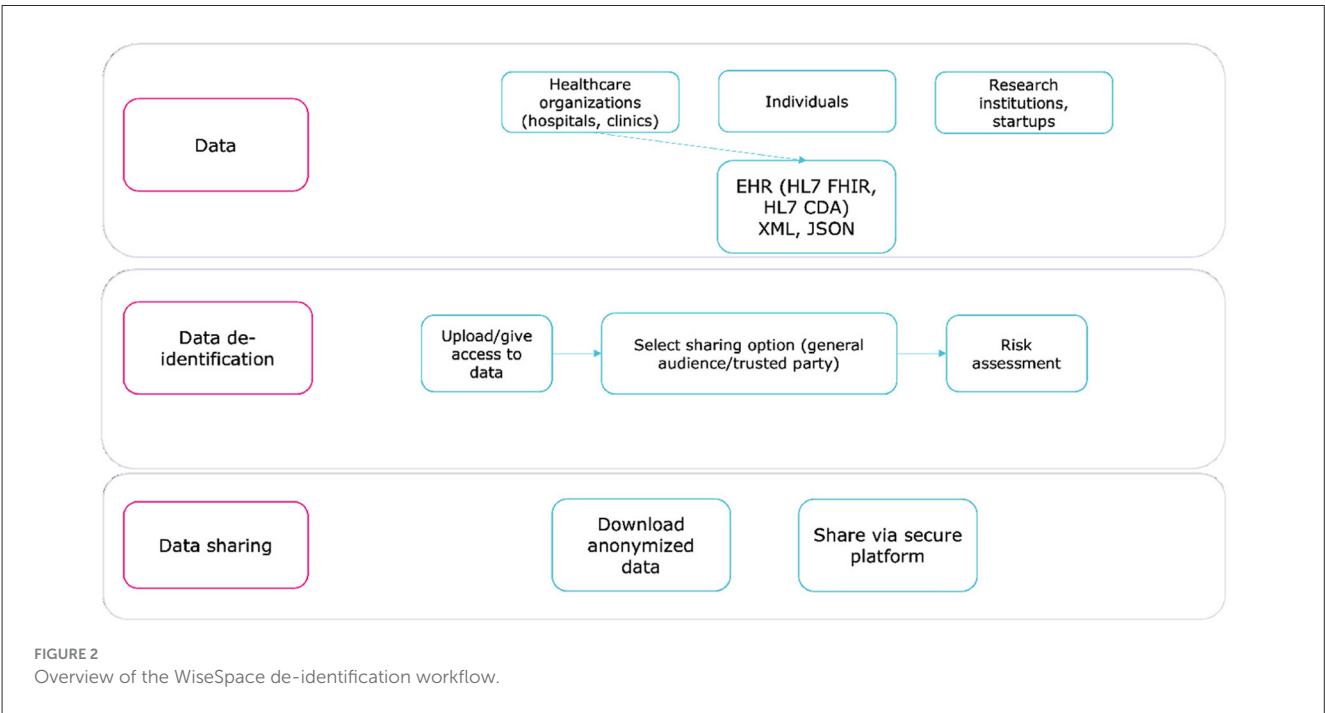 Data
Healthcare
organizations
(hospitals, clinics)
Individuals
Research
institutions,
startups
EHR (HL7 FHIR,
HL7 CDA)
XML, JSON
Data de-
identification
Upload/give
access to
data
Select sharing option (general
audience/trusted party)
Risk
assessment
Data sharing
Download
anonymized
data
Share via secure
platform
FIGURE 2
Overview of the WiseSpace de-identification workflow.